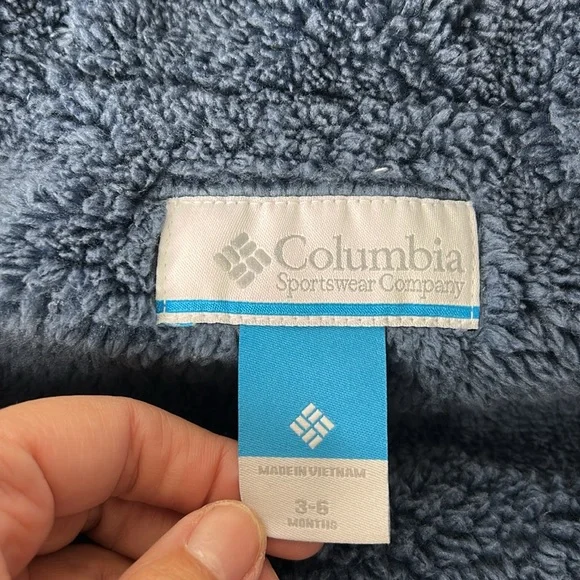 Columbia
Sportswear Company
MADE IN VIETNAM
3-6
MONTHS